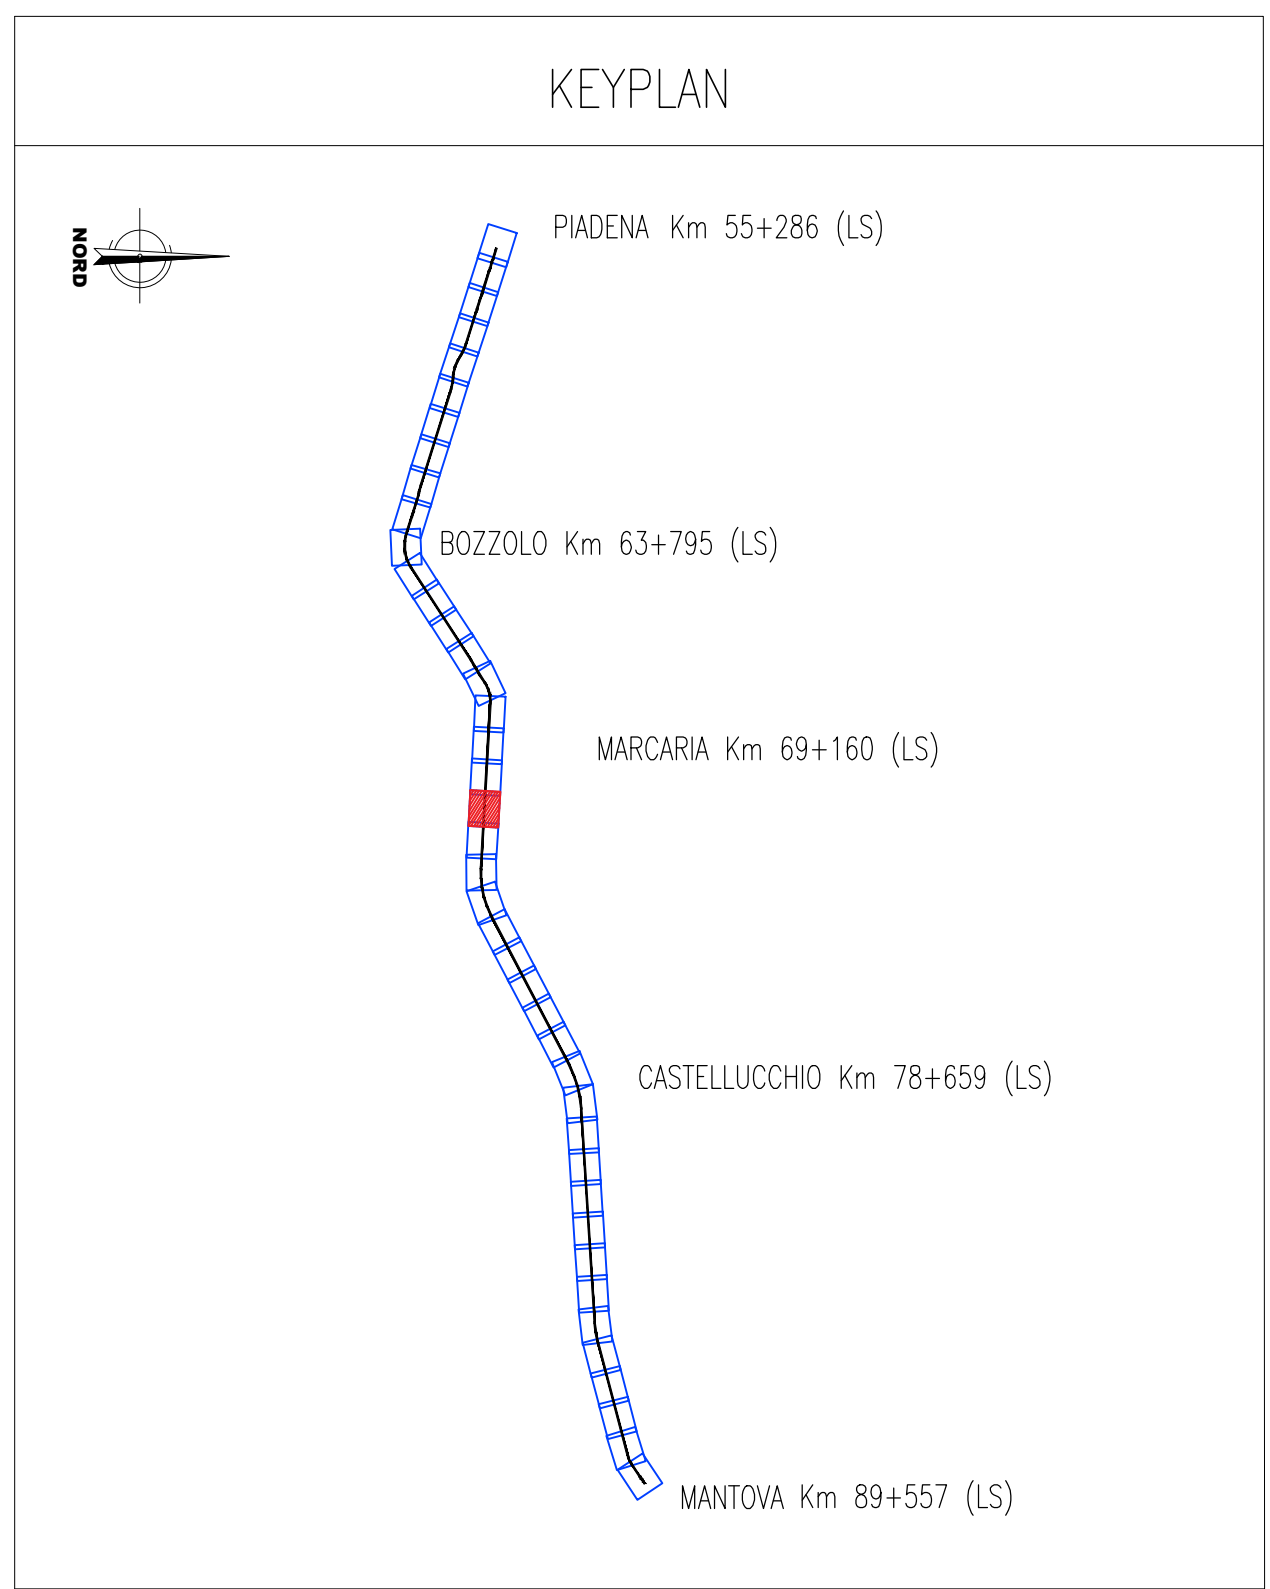 KEYPLAN
NORD
PIADENA Km 55+286 (LS)
BOZZOLO Km 63+795 (LS)
MARCARIA Km 69+160 (LS)
CASTELLUCCHIO Km 78+659 (LS)
MANTOVA Km 89+557 (LS)